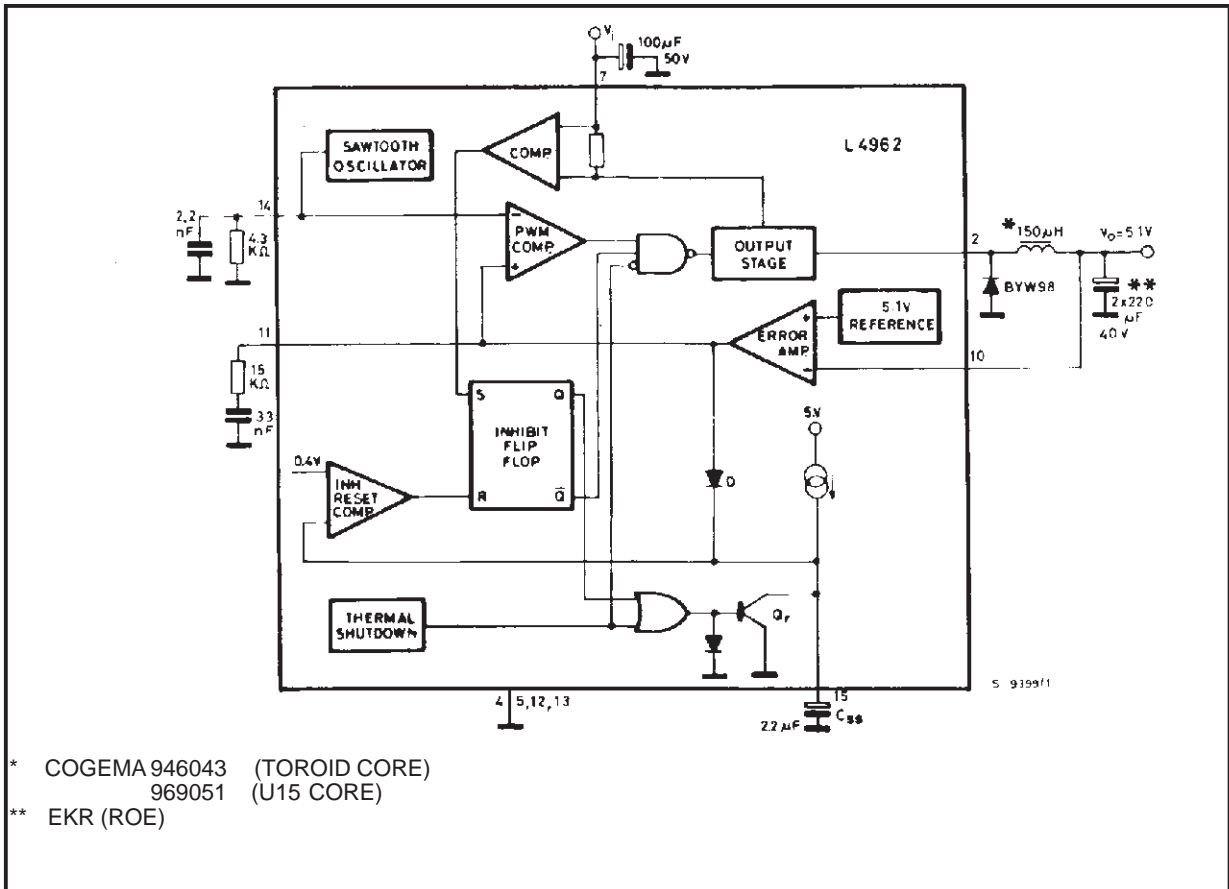 Vi
100µF
50V
7
L4962
SAWTOOTH
OSCILLATOR
COMP
14
2,2
nF
4.3
KΩ
−
PWM
COMP
+
OUTPUT
STAGE
2
*
150µH
Vo=5.1V
BYW98
**
2x220
µF
40V
11
5.1V
REFERENCE
+
ERROR
AMP
−
10
15
KΩ
33
nF
S
Q
INHIBIT
FLIP
FLOP
R
Q̅
5V
0.4V
INH
RESET
COMP
D
THERMAL
SHUTDOWN
Qr
S 9399/1
4
5,12,13
15
Css
2.2µF
* COGEMA 946043 (TOROID CORE)
969051 (U15 CORE)
** EKR (ROE)